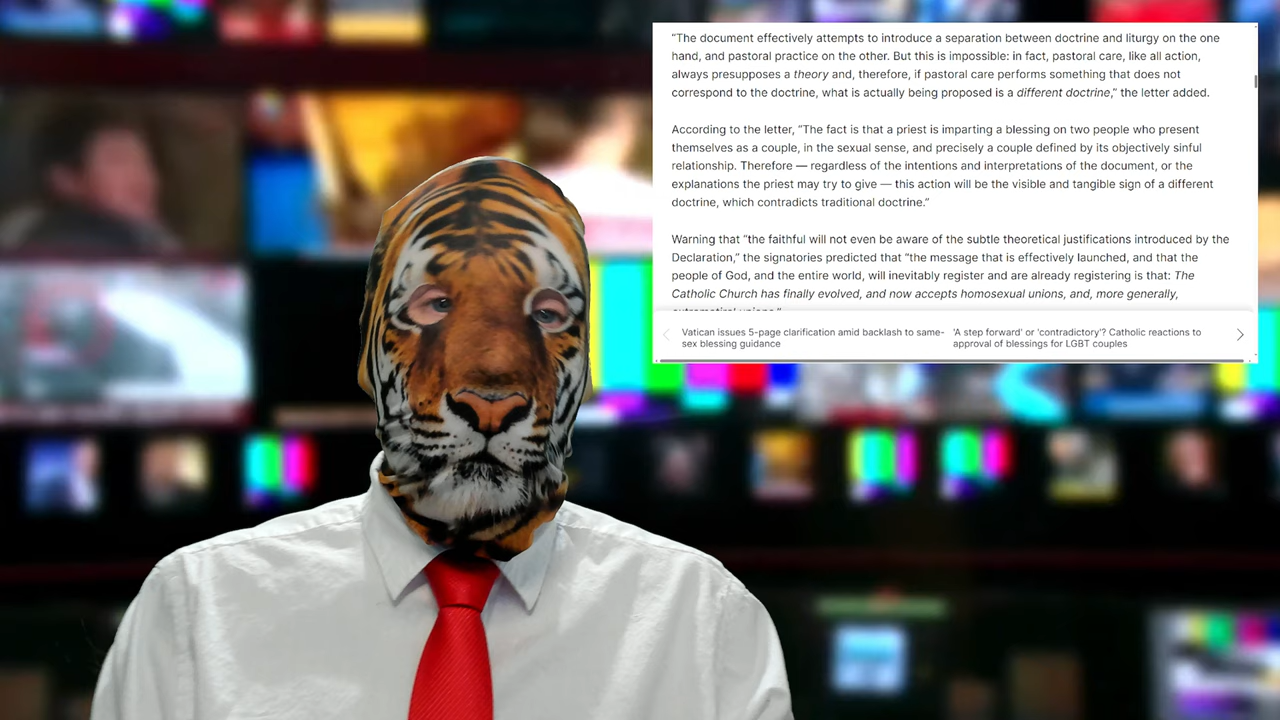 “The document effectively attempts to introduce a separation between doctrine and liturgy on the one
hand, and pastoral practice on the other. But this is impossible: in fact, pastoral care, like all action,
always presupposes a theory and, therefore, if pastoral care performs something that does not
correspond to the doctrine, what is actually being proposed is a different doctrine,” the letter added.
According to the letter, “The fact is that a priest is imparting a blessing on two people who present
themselves as a couple, in the sexual sense, and precisely a couple defined by its objectively sinful
relationship. Therefore — regardless of the intentions and interpretations of the document, or the
explanations the priest may try to give — this action will be the visible and tangible sign of a different
doctrine, which contradicts traditional doctrine.”
Warning that “the faithful will not even be aware of the subtle theoretical justifications introduced by the
Declaration,” the signatories predicted that “the message that is effectively launched, and that the
people of God, and the entire world, will inevitably register and are already registering is that: The
Catholic Church has finally evolved, and now accepts homosexual unions, and, more generally,
Vatican issues 5-page clarification amid backlash to same-
sex blessing guidance
'A step forward' or 'contradictory'? Catholic reactions to
approval of blessings for LGBT couples